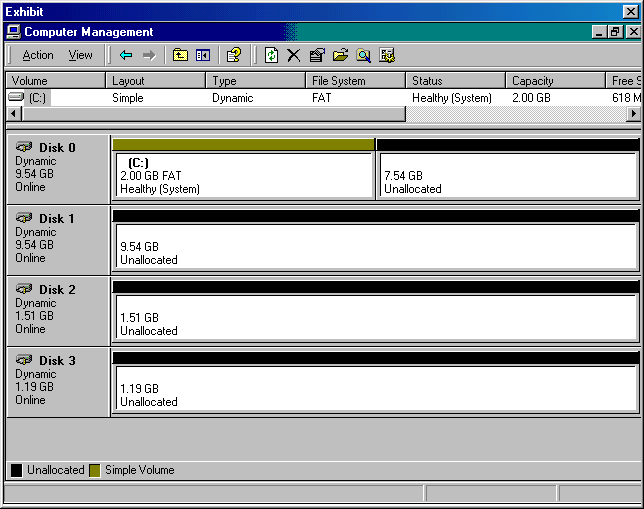 Exhibit
Computer Management
Action View
Volume Layout Type File System Status Capacity Free S
(C:) Simple Dynamic FAT Healthy (System) 2.00 GB 618 M
Disk 0
Dynamic
9.54 GB
Online
(C:)
2.00 GB FAT
Healthy (System)
7.54 GB
Unallocated
Disk 1
Dynamic
9.54 GB
Online
9.54 GB
Unallocated
Disk 2
Dynamic
1.51 GB
Online
1.51 GB
Unallocated
Disk 3
Dynamic
1.19 GB
Online
1.19 GB
Unallocated
Unallocated Simple Volume